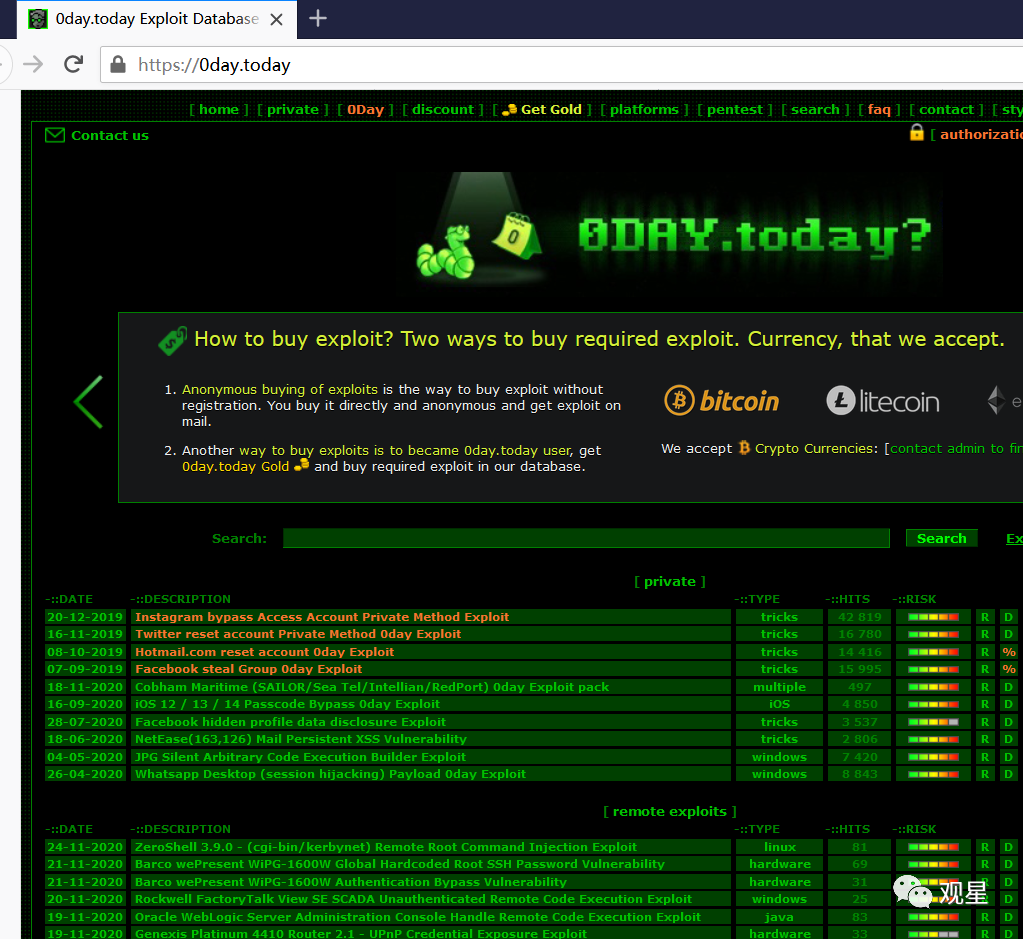 0day.today Exploit Database
https://0day.today
[ home ] [ private ] [ 0Day ] [ discount ] [ Get Gold ] [ platforms ] [ pentest ] [ search ] [ faq ] [ contact ] [ sty
Contact us
[ authorizatio
0DAY.today?
How to buy exploit? Two ways to buy required exploit. Currency, that we accept.
1. Anonymous buying of exploits is the way to buy exploit without
registration. You buy it directly and anonymous and get exploit on
mail.
2. Another way to buy exploits is to became 0day.today user, get
0day.today Gold and buy required exploit in our database.
bitcoin litecoin e
We accept Crypto Currencies: [contact admin to fin
Search: Search Ex
[ private ]
-::DATE -::DESCRIPTION -::TYPE -::HITS -::RISK
20-12-2019 Instagram bypass Access Account Private Method Exploit tricks 42 819 R D
16-11-2019 Twitter reset account Private Method 0day Exploit tricks 16 780 R D
08-10-2019 Hotmail.com reset account 0day Exploit tricks 14 416 R %
07-09-2019 Facebook steal Group 0day Exploit tricks 15 995 R %
18-11-2020 Cobham Maritime (SAILOR/Sea Tel/Intellian/RedPort) 0day Exploit pack multiple 497 R D
16-09-2020 iOS 12 / 13 / 14 Passcode Bypass 0day Exploit iOS 4 850 R D
28-07-2020 Facebook hidden profile data disclosure Exploit tricks 3 537 R D
18-06-2020 NetEase(163,126) Mail Persistent XSS Vulnerability tricks 2 806 R D
04-05-2020 JPG Silent Arbitrary Code Execution Builder Exploit windows 7 420 R D
26-04-2020 Whatsapp Desktop (session hijacking) Payload 0day Exploit windows 8 843 R D
[ remote exploits ]
-::DATE -::DESCRIPTION -::TYPE -::HITS -::RISK
24-11-2020 ZeroShell 3.9.0 - (cgi-bin/kerbynet) Remote Root Command Injection Exploit linux 81 R D
21-11-2020 Barco wePresent WiPG-1600W Global Hardcoded Root SSH Password Vulnerability hardware 69 R D
21-11-2020 Barco wePresent WiPG-1600W Authentication Bypass Vulnerability hardware 31 R D
20-11-2020 Rockwell FactoryTalk View SE SCADA Unauthenticated Remote Code Execution Exploit windows 25 R D
19-11-2020 Oracle WebLogic Server Administration Console Handle Remote Code Execution Exploit java 83 R D
19-11-2020 Genexis Platinum 4410 Router 2.1 - UPnP Credential Exposure Exploit hardware 33 R D
观星